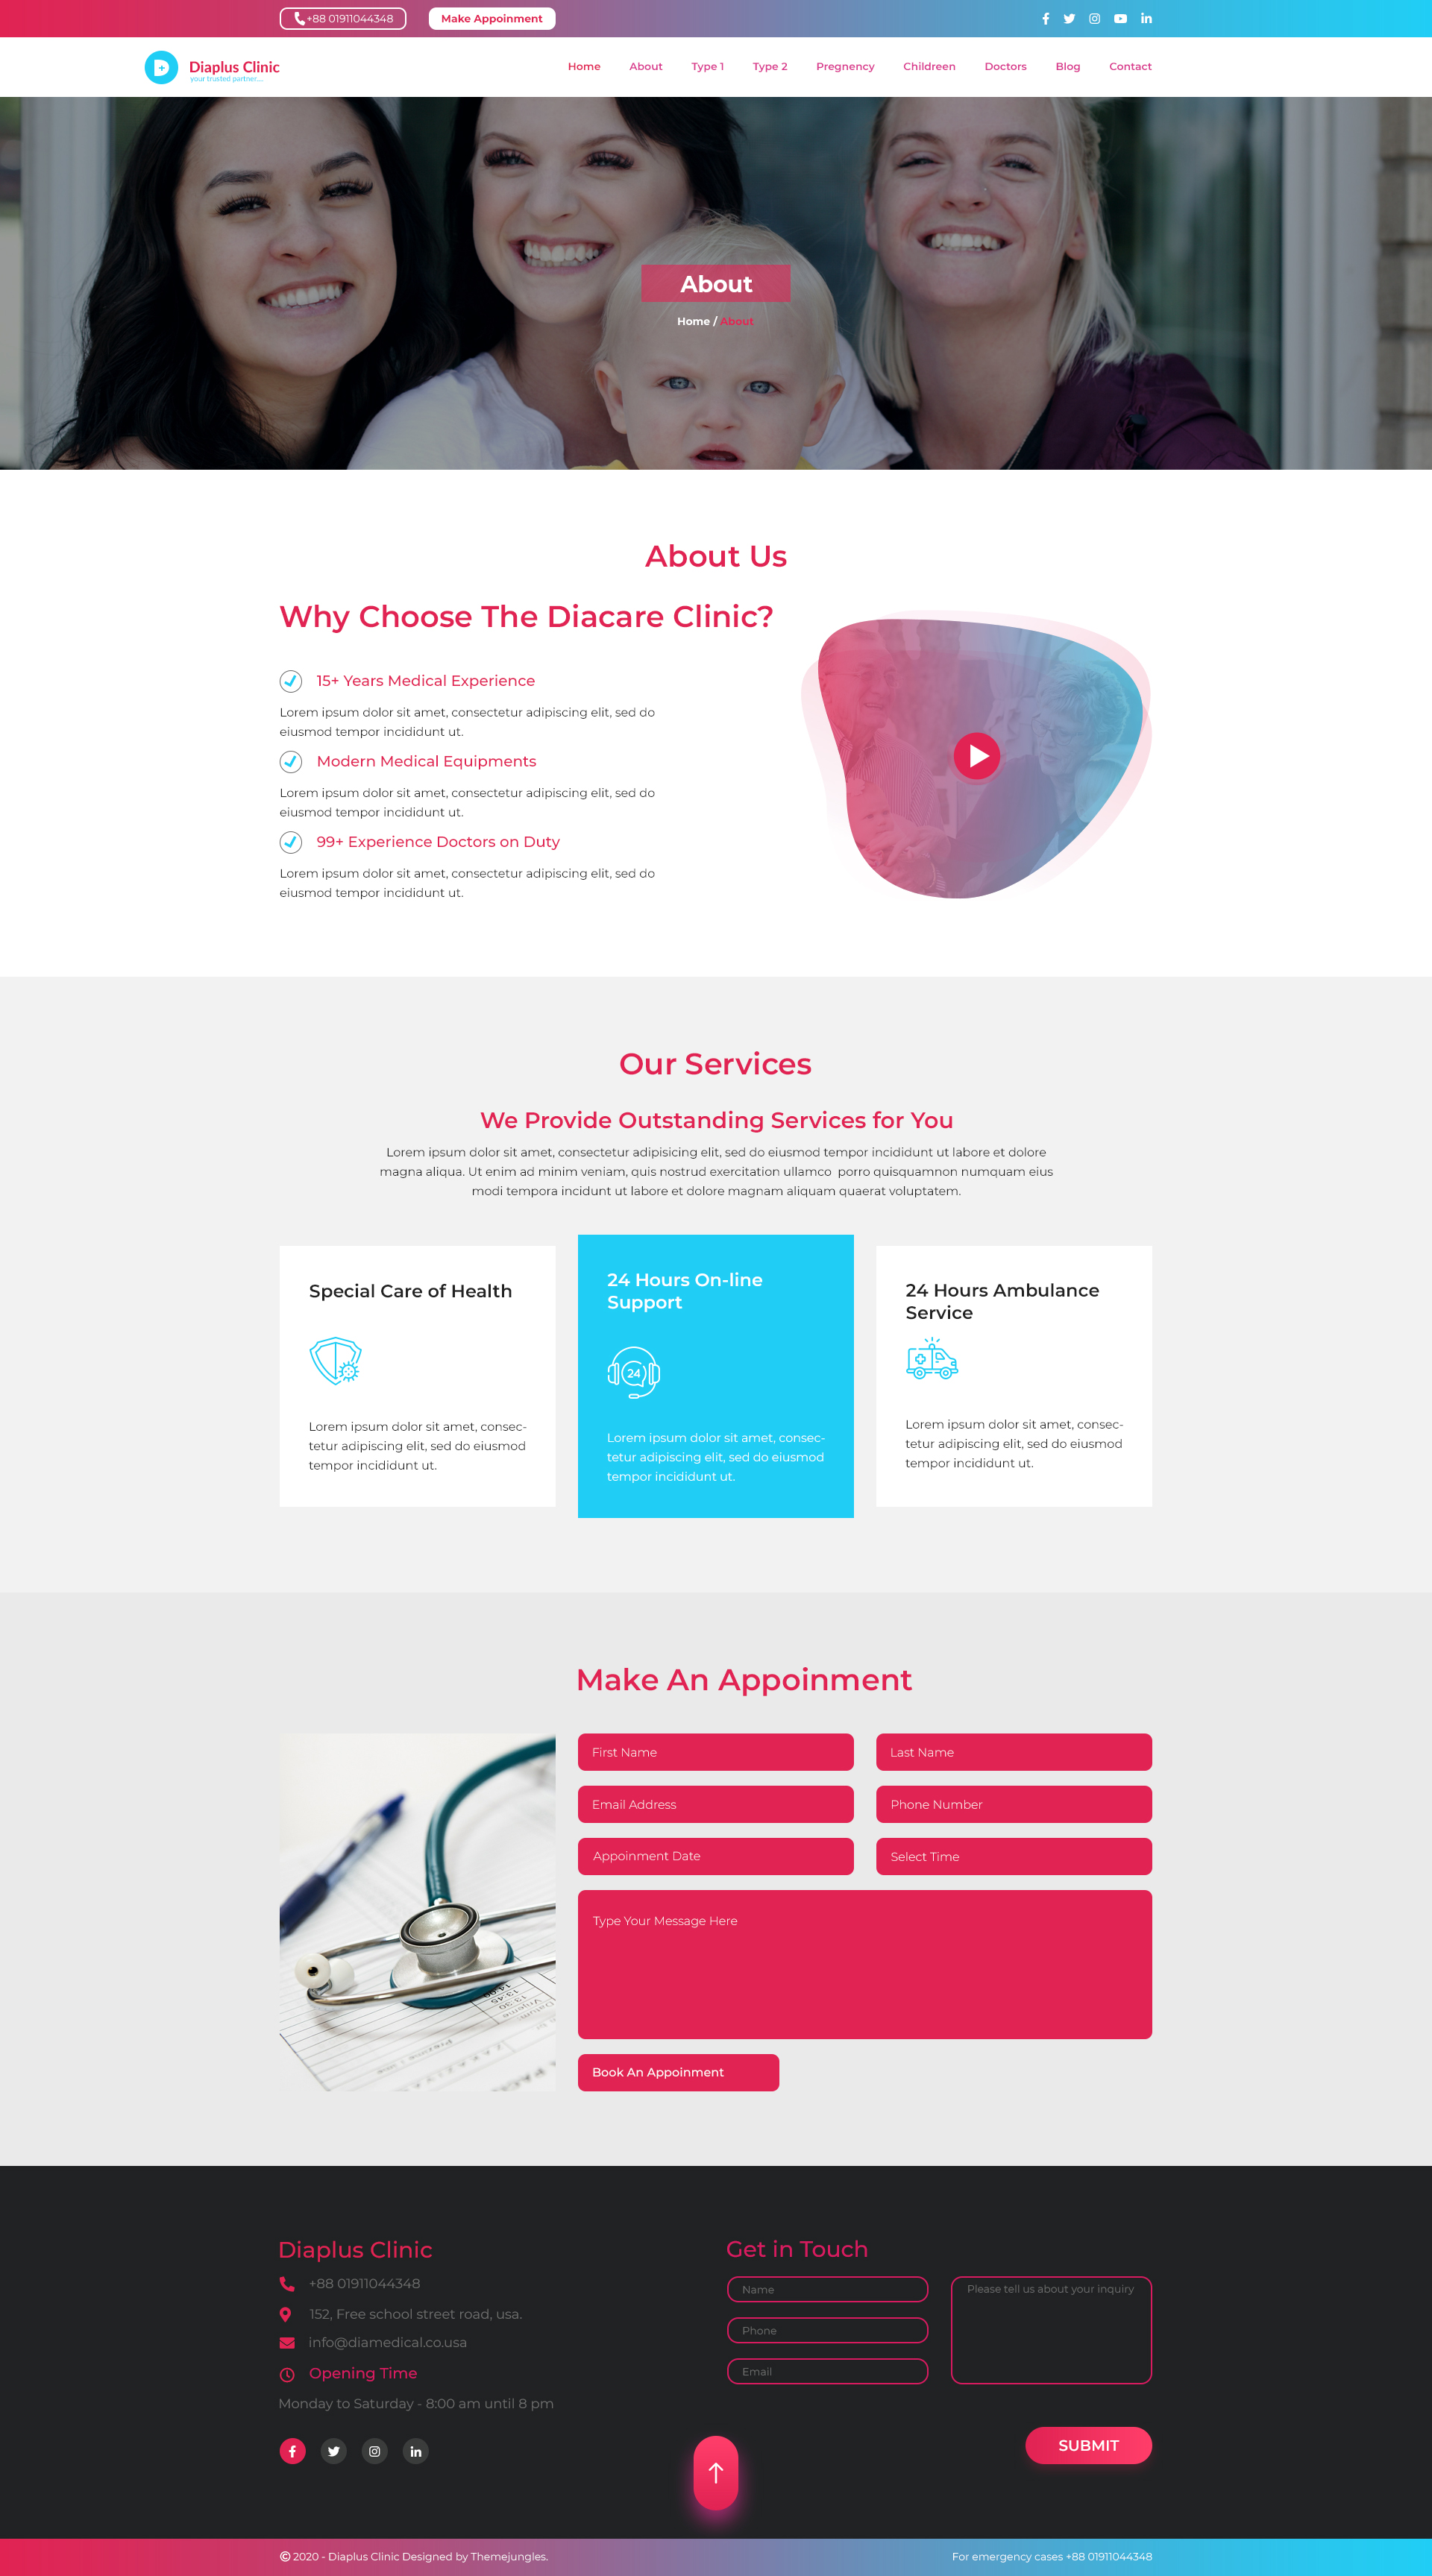 +88 01911044348
Make Appointment
Diaplus Clinic
your trusted partner...
Home About Type 1 Type 2 Pregnency Childreen Doctors Blog Contact
About
Home / About
About Us
Why Choose The Diacare Clinic?
15+ Years Medical Experience
Lorem ipsum dolor sit amet, consectetur adipiscing elit, sed do
eiusmod tempor incididunt ut.
Modern Medical Equipments
Lorem ipsum dolor sit amet, consectetur adipiscing elit, sed do
eiusmod tempor incididunt ut.
99+ Experience Doctors on Duty
Lorem ipsum dolor sit amet, consectetur adipiscing elit, sed do
eiusmod tempor incididunt ut.
Our Services
We Provide Outstanding Services for You
Lorem ipsum dolor sit amet, consectetur adipisicing elit, sed do eiusmod tempor incididunt ut labore et dolore
magna aliqua. Ut enim ad minim veniam, quis nostrud exercitation ullamco porro quisquamnon numquam eius
modi tempora incidunt ut labore et dolore magnam aliquam quaerat voluptatem.
Special Care of Health
Lorem ipsum dolor sit amet, consec-
tetur adipiscing elit, sed do eiusmod
tempor incididunt ut.
24 Hours On-line
Support
24
Lorem ipsum dolor sit amet, consec-
tetur adipiscing elit, sed do eiusmod
tempor incididunt ut.
24 Hours Ambulance
Service
Lorem ipsum dolor sit amet, consec-
tetur adipiscing elit, sed do eiusmod
tempor incididunt ut.
Make An Appoinment
First Name
Last Name
Email Address
Phone Number
Appoinment Date
Select Time
Type Your Message Here
Book An Appoinment
Diaplus Clinic
+88 01911044348
152, Free school street road, usa.
info@diamedical.co.usa
Opening Time
Monday to Saturday - 8:00 am until 8 pm
Get in Touch
Name
Phone
Email
Please tell us about your inquiry
SUBMIT
© 2020 - Diaplus Clinic Designed by Themejungles.
For emergency cases +88 01911044348